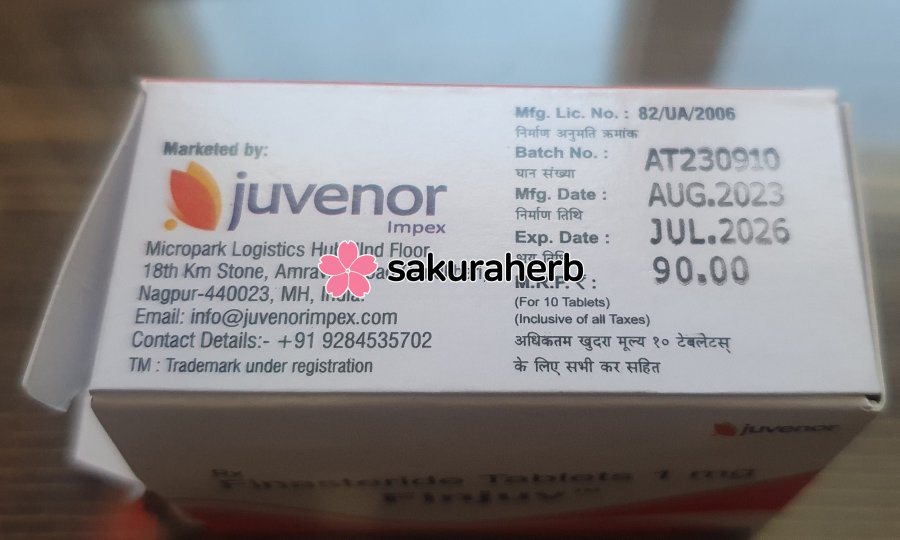 Marketed by:
juvenor
Impex
Micropark Logistics Hub, IInd Floor,
18th Km Stone,
Nagpur-440023, MH, India.
Email: info@juvenorimpex.com
Contact Details:- +91 9284535702
TM : Trademark under registration
Mfg. Lic. No. : 82/UA/2006
निर्माण अनुमति क्रमांक
Batch No. : AT230910
घान संख्या
Mfg. Date : AUG.2023
निर्माण तिथि
Exp. Date : JUL.2026
M.R.P. ₹ : 90.00
(For 10 Tablets)
(Inclusive of all Taxes)
अधिकतम खुदरा मूल्य १० टेबलेटस्
के लिए सभी कर सहित
sakuraherb
juvenor
Rx
Finasteride Tablets 1 mg
Finjuv™